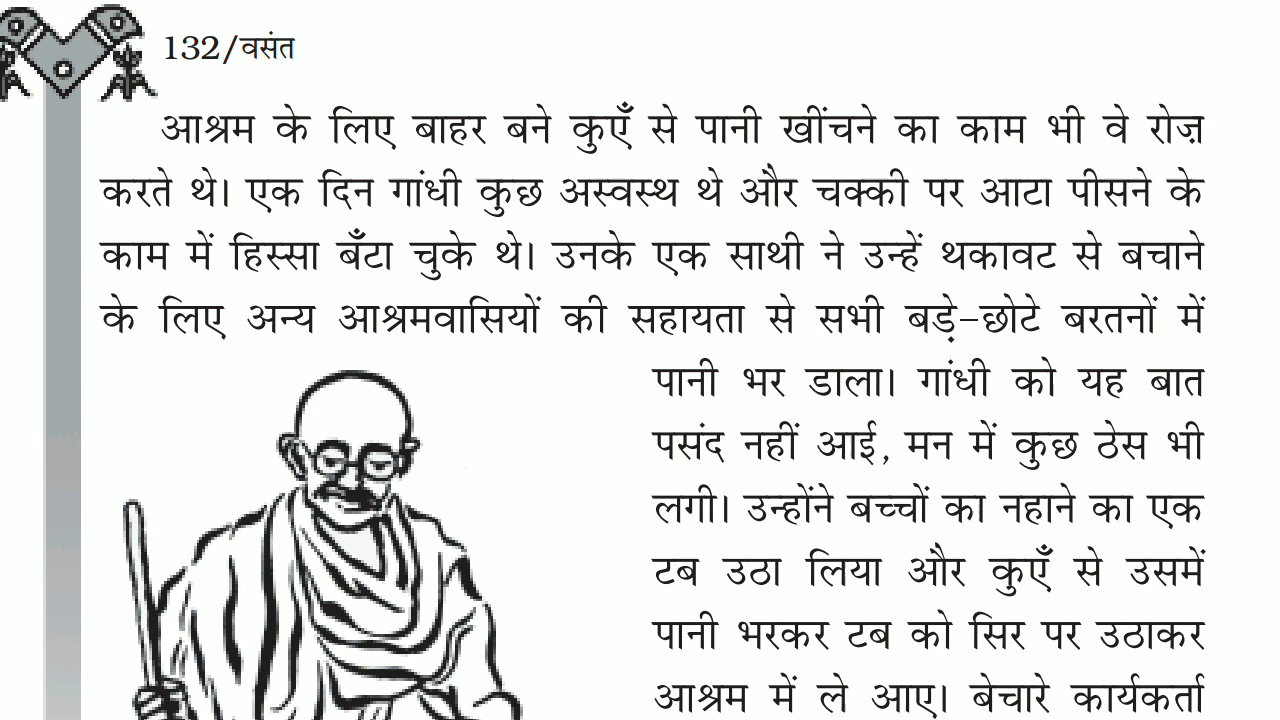 132/वसंत
आश्रम के लिए बाहर बने कुएँ से पानी खींचने का काम भी वे रोज़
करते थे। एक दिन गांधी कुछ अस्वस्थ थे और चक्की पर आटा पीसने के
काम में हिस्सा बँटा चुके थे। उनके एक साथी ने उन्हें थकावट से बचाने
के लिए अन्य आश्रमवासियों की सहायता से सभी बड़े-छोटे बरतनों में
पानी भर डाला। गांधी को यह बात
पसंद नहीं आई, मन में कुछ ठेस भी
लगी। उन्होंने बच्चों का नहाने का एक
टब उठा लिया और कुएँ से उसमें
पानी भरकर टब को सिर पर उठाकर
आश्रम में ले आए। बेचारे कार्यकर्ता